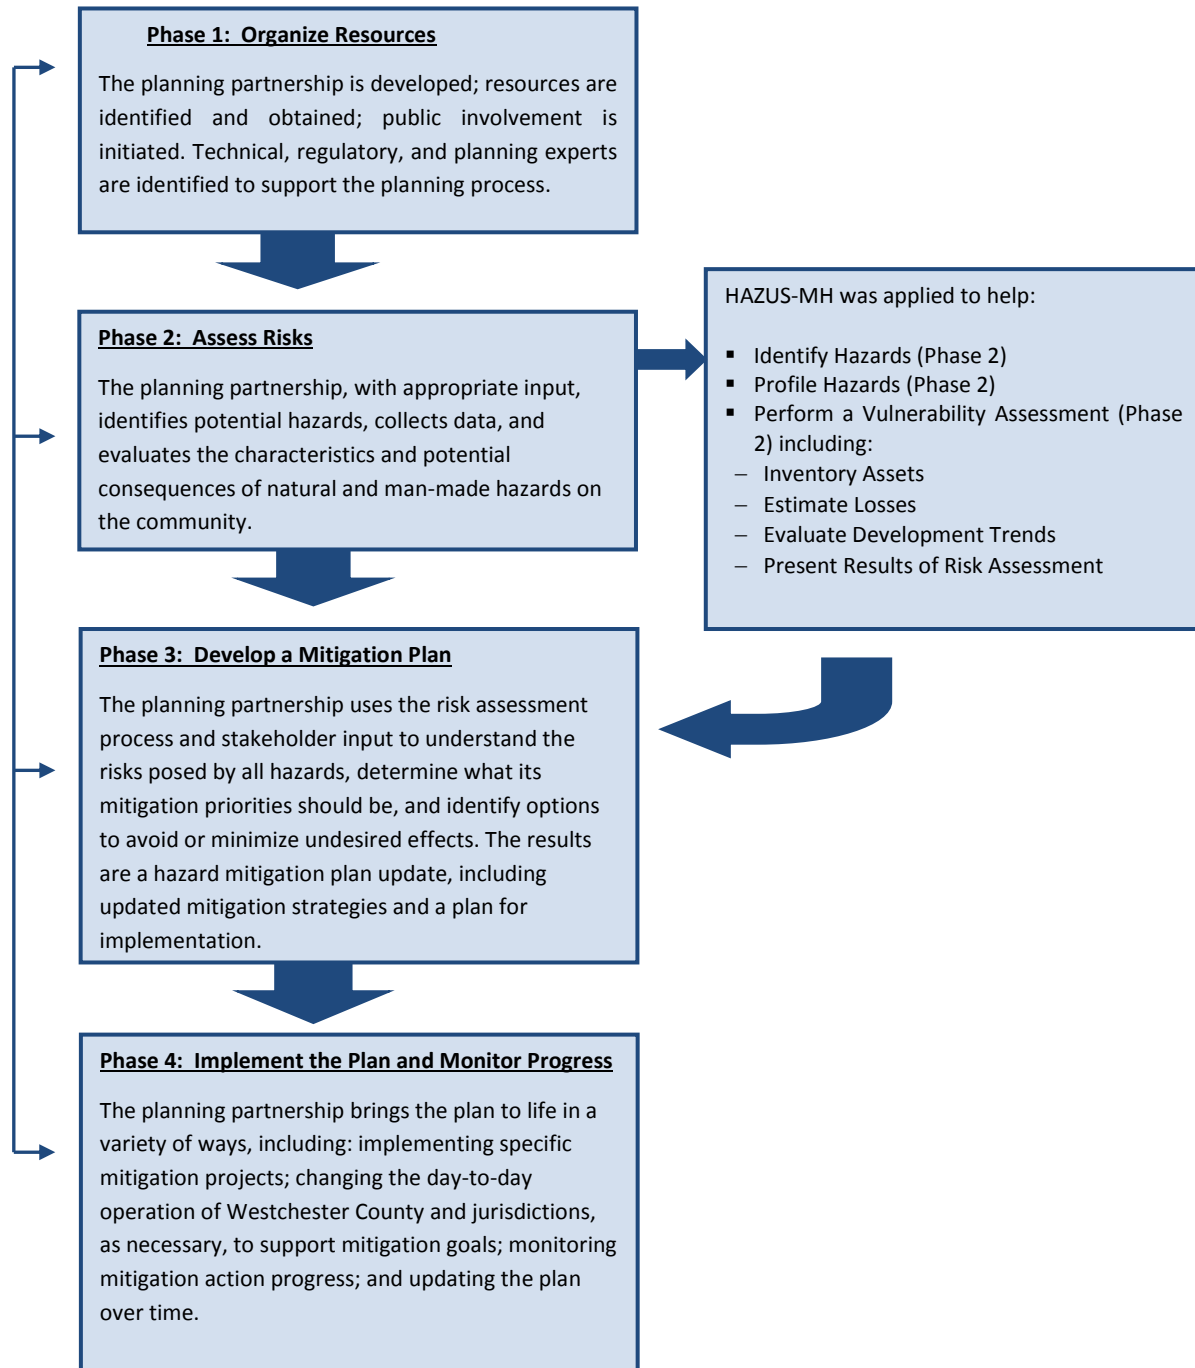 Phase 1:  Organize Resources
The planning partnership is developed; resources are
identified and obtained; public involvement is
initiated. Technical, regulatory, and planning experts
are identified to support the planning process.
Phase 2:  Assess Risks
The planning partnership, with appropriate input,
identifies potential hazards, collects data, and
evaluates the characteristics and potential
consequences of natural and man-made hazards on
the community.
HAZUS-MH was applied to help:
▪ Identify Hazards (Phase 2)
▪ Profile Hazards (Phase 2)
▪ Perform a Vulnerability Assessment (Phase
2) including:
– Inventory Assets
– Estimate Losses
– Evaluate Development Trends
– Present Results of Risk Assessment
Phase 3:  Develop a Mitigation Plan
The planning partnership uses the risk assessment
process and stakeholder input to understand the
risks posed by all hazards, determine what its
mitigation priorities should be, and identify options
to avoid or minimize undesired effects. The results
are a hazard mitigation plan update, including
updated mitigation strategies and a plan for
implementation.
Phase 4:  Implement the Plan and Monitor Progress
The planning partnership brings the plan to life in a
variety of ways, including: implementing specific
mitigation projects; changing the day-to-day
operation of Westchester County and jurisdictions,
as necessary, to support mitigation goals; monitoring
mitigation action progress; and updating the plan
over time.